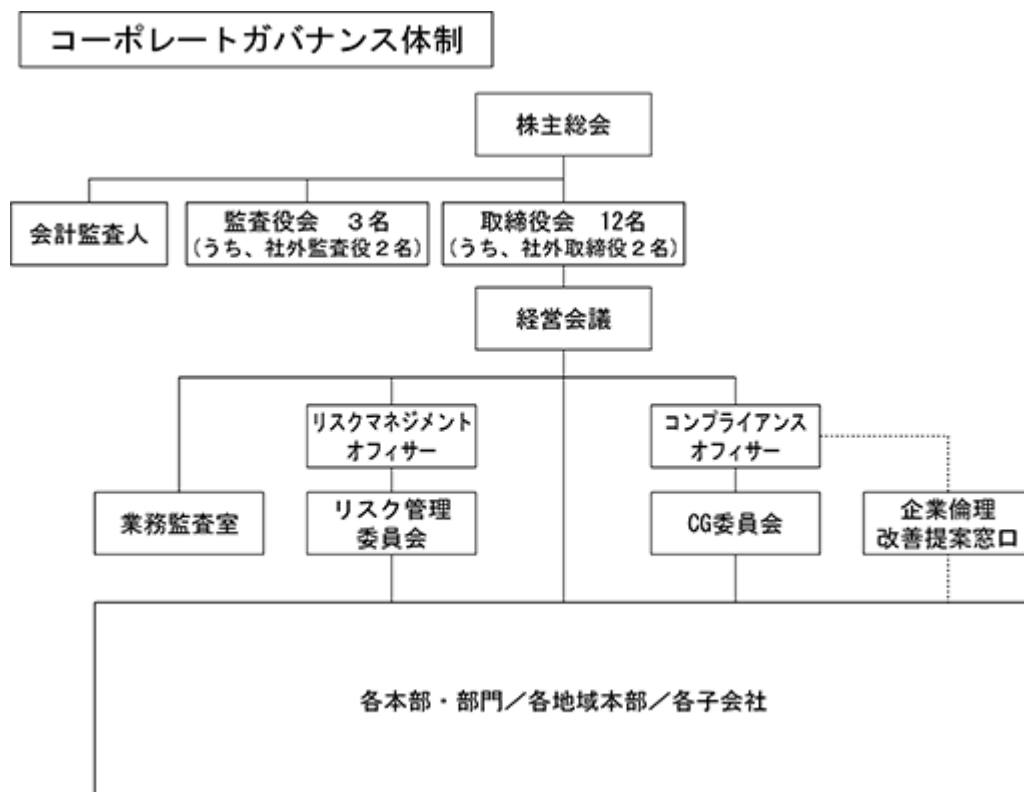 コーポレートガバナンス体制
株主総会
会計監査人
監査役会　３名
（うち、社外監査役２名）
取締役会　12名
（うち、社外取締役２名）
経営会議
リスクマネジメント
オフィサー
コンプライアンス
オフィサー
業務監査室
リスク管理
委員会
CG委員会
企業倫理
改善提案窓口
各本部・部門／各地域本部／各子会社